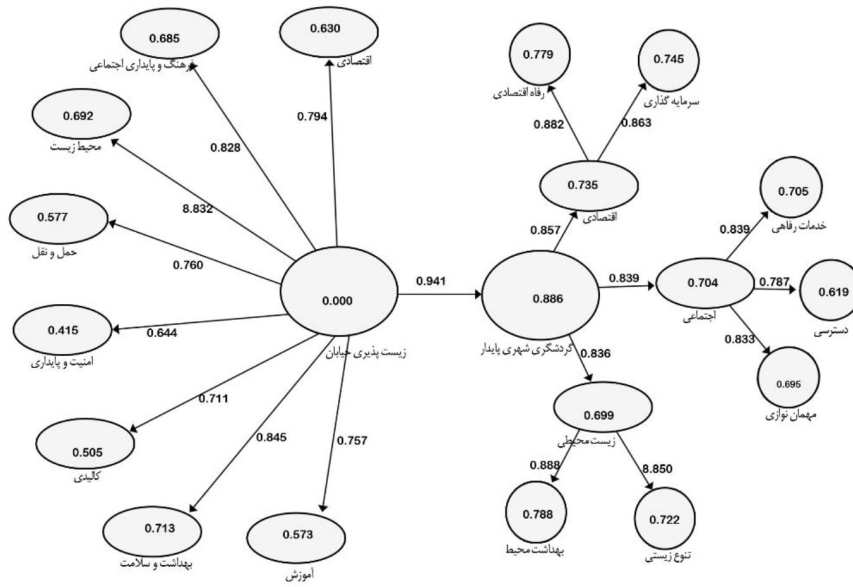 0.630
اقتصادی
0.685
فرهنگ و پایداری اجتماعی
0.779
رفاه اقتصادی
0.745
سرمایه گذاری
0.692
محیط زیست
0.794
0.828
0.882
0.863
0.577
حمل و نقل
8.832
0.735
اقتصادی
0.705
خدمات رفاهی
0.760
0.857
0.839
0.000
زیست پذیری خیابان
0.941
0.886
گردشگری شهری پایدار
0.839
0.704
اجتماعی
0.787
0.619
دسترسی
0.415
امنیت و پایداری
0.644
0.836
0.833
0.695
مهمان نوازی
0.711
0.845
0.757
0.699
زیست محیطی
0.505
کالبدی
0.888
8.850
0.713
بهداشت و سلامت
0.573
آموزش
0.788
بهداشت محیط
0.722
تنوع زیستی